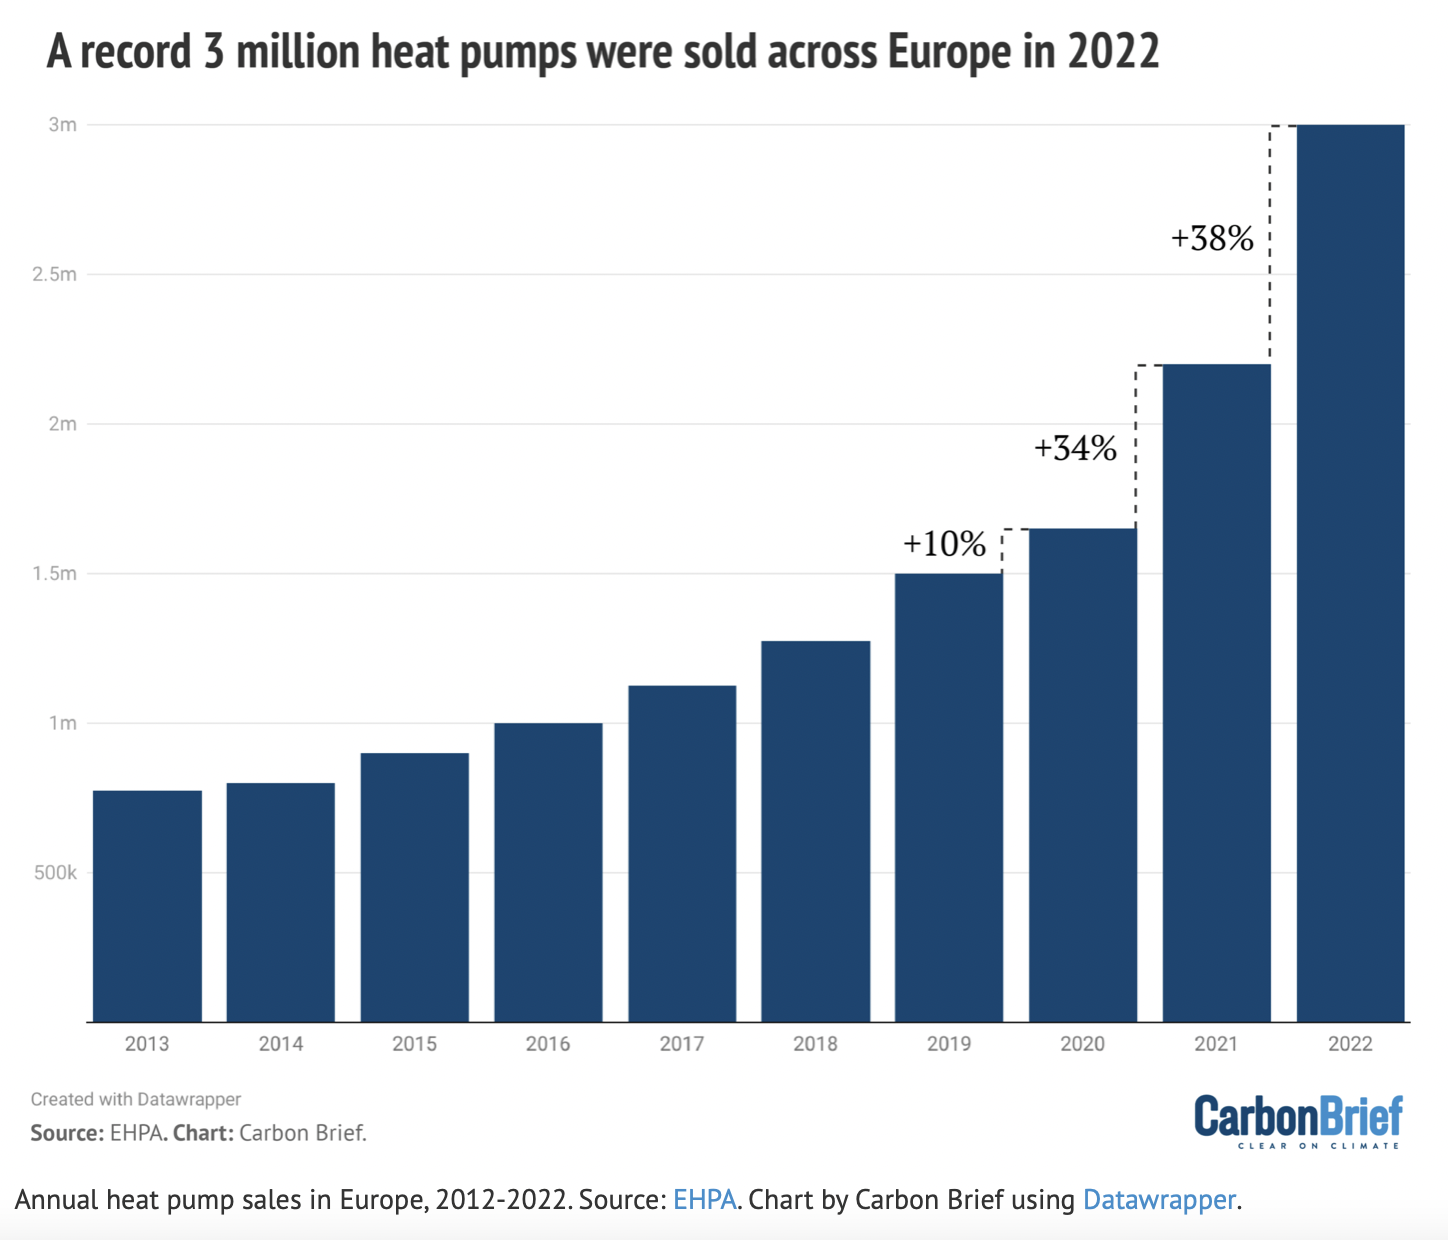 A record 3 million heat pumps were sold across Europe in 2022
3m
+38%
2.5m
2m
+34%
+10%
1.5m
1m
500k
2013 2014 2015 2016 2017 2018 2019 2020 2021 2022
Created with Datawrapper
Source: EHPA. Chart: Carbon Brief.
CarbonBrief
CLEAR ON CLIMATE
Annual heat pump sales in Europe, 2012-2022. Source: EHPA. Chart by Carbon Brief using Datawrapper.